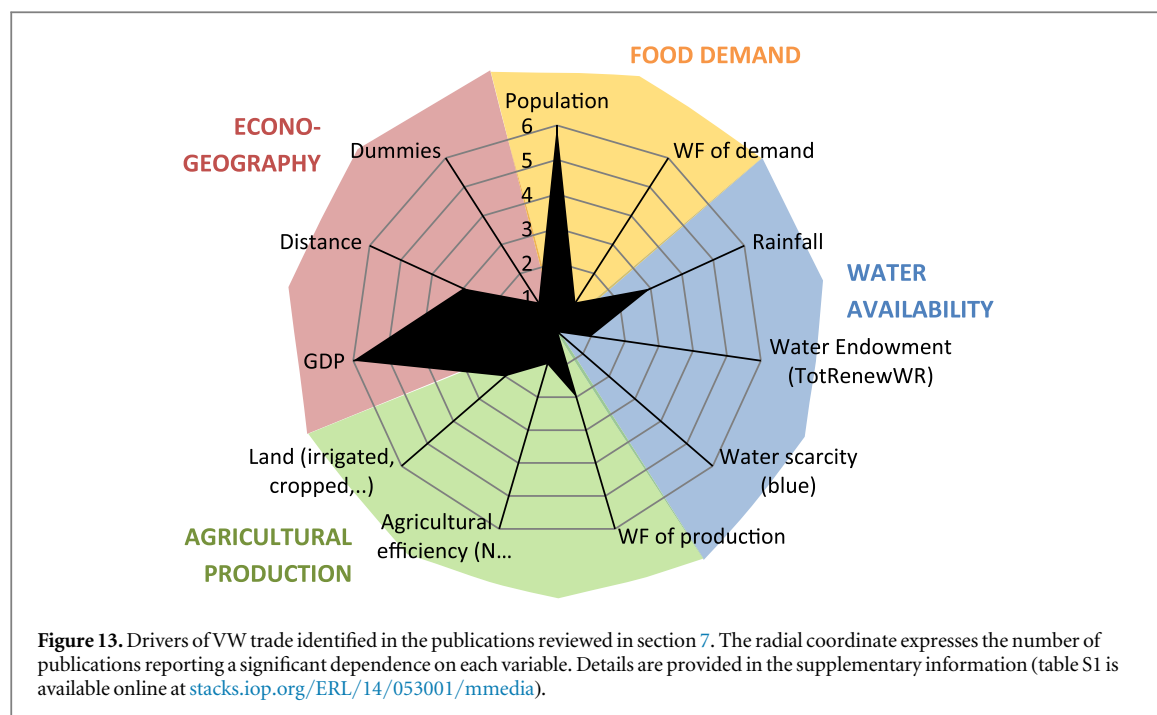 FOOD DEMAND
ECONO-
GEOGRAPHY
Population
6
5
4
3
2
1
Dummies
WF of demand
Distance
Rainfall
WATER
AVAILABILITY
GDP
Water Endowment
(TotRenewWR)
Land (irrigated,
cropped,..)
Water scarcity
(blue)
Agricultural
efficiency (N...
WF of production
AGRICULTURAL
PRODUCTION
Figure 13. Drivers of VW trade identified in the publications reviewed in section 7. The radial coordinate expresses the number of
publications reporting a significant dependence on each variable. Details are provided in the supplementary information (table S1 is
available online at stacks.iop.org/ERL/14/053001/mmedia).